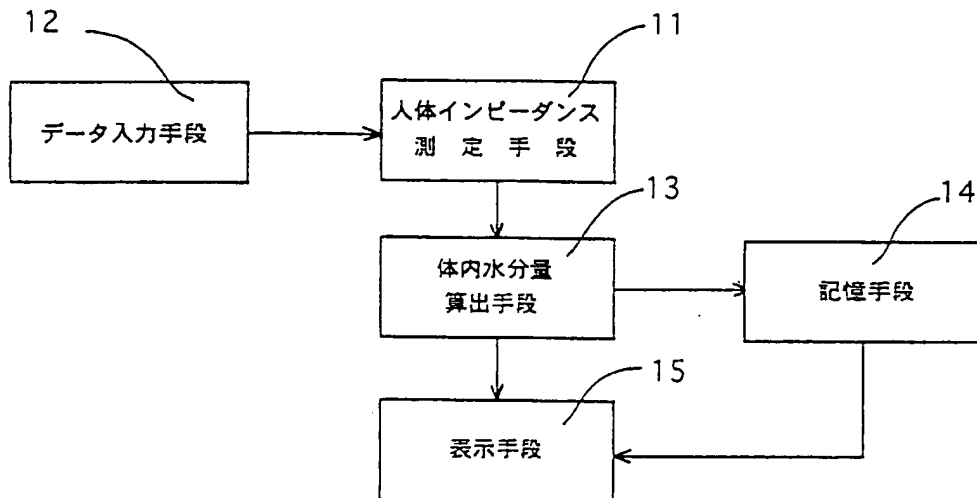 12
11
データ入力手段
人体インピーダンス
測 定 手 段
13
14
体内水分量
算出手段
記憶手段
15
表示手段